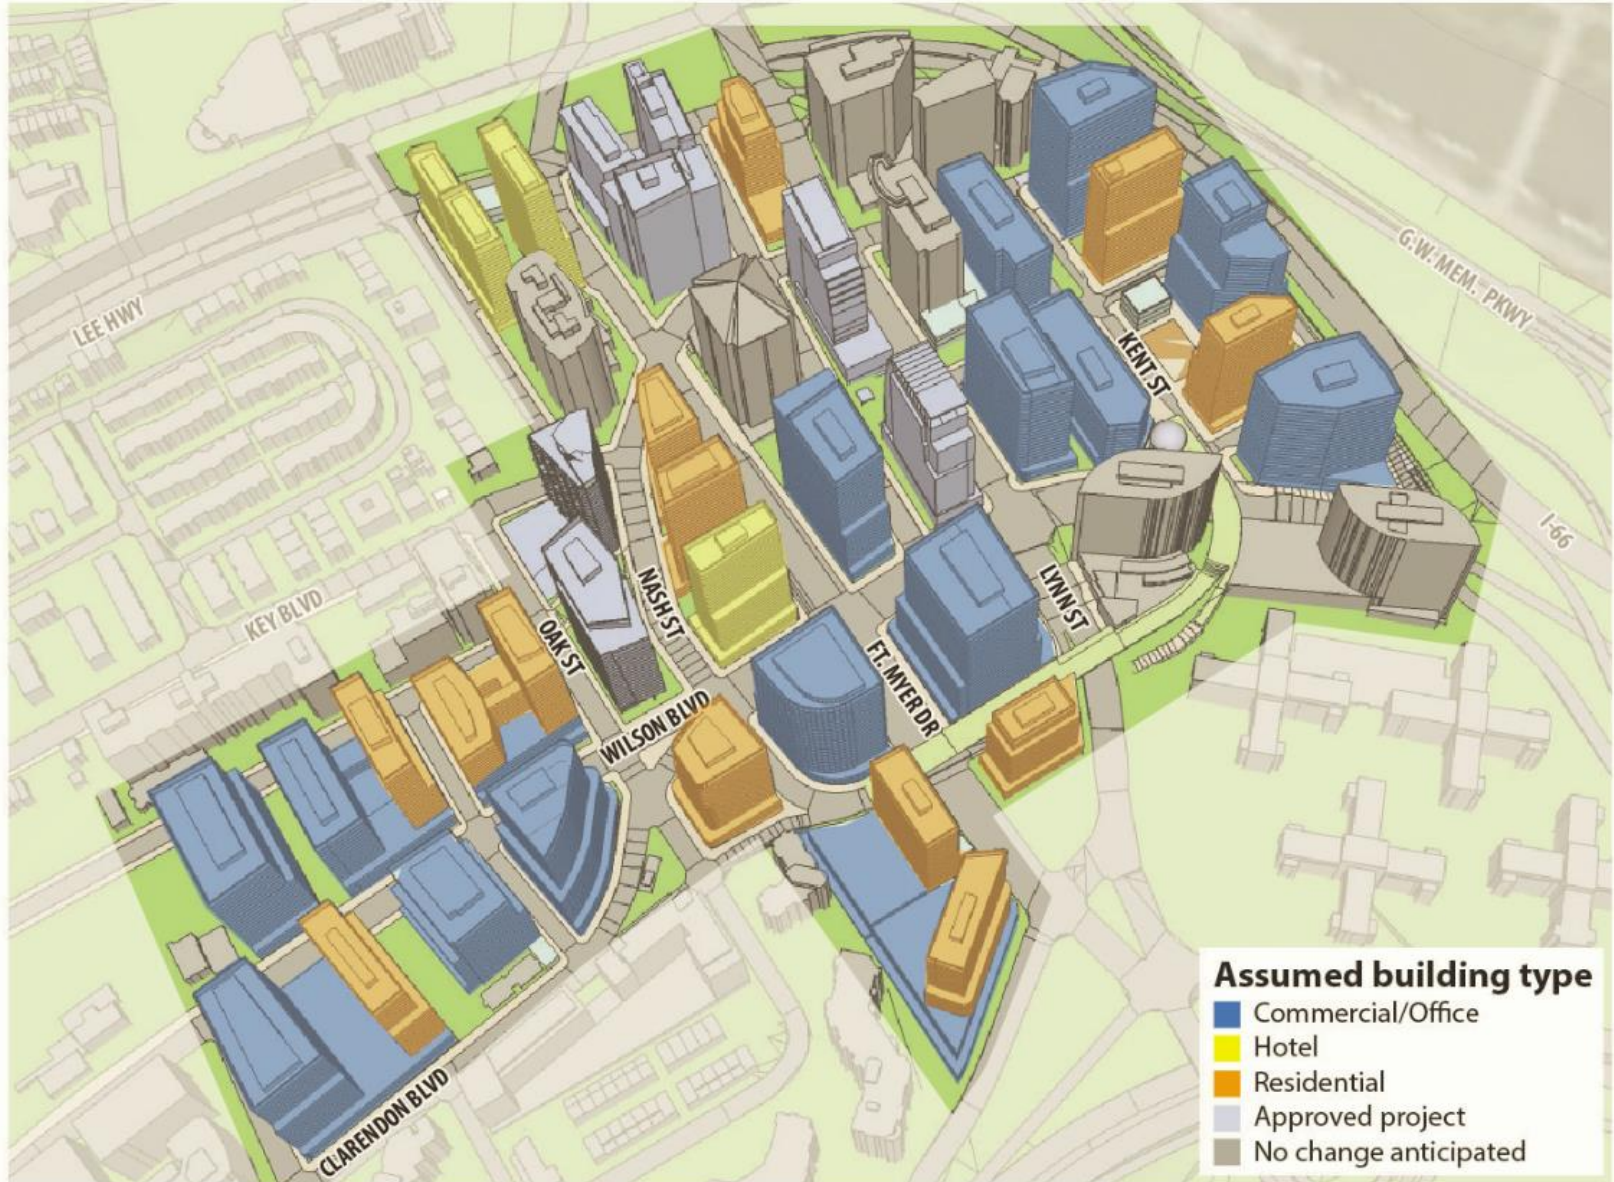 LEE HWY
G.W. MEM. PKWY
KENT ST
I-66
KEY BLVD
NASH ST
LYNN ST
OAK ST
FT. MYER DR
WILSON BLVD
CLARENDON BLVD
Assumed building type
Commercial/Office
Hotel
Residential
Approved project
No change anticipated